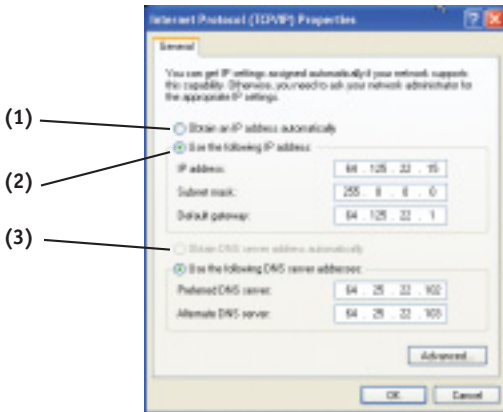 Internet Protocol (TCP/IP) Properties
General
You can get IP settings assigned automatically if your network supports
this capability. Otherwise, you need to ask your network administrator for
the appropriate IP settings.
(1)
Obtain an IP address automatically
(2)
Use the following IP address:
IP address:
64 . 125 . 22 . 15
Subnet mask:
255 . 0 . 0 . 0
Default gateway:
64 . 125 . 22 . 1
(3)
Obtain DNS server address automatically
Use the following DNS server addresses:
Preferred DNS server:
64 . 25 . 22 . 102
Alternate DNS server:
64 . 25 . 22 . 103
Advanced...
OK
Cancel